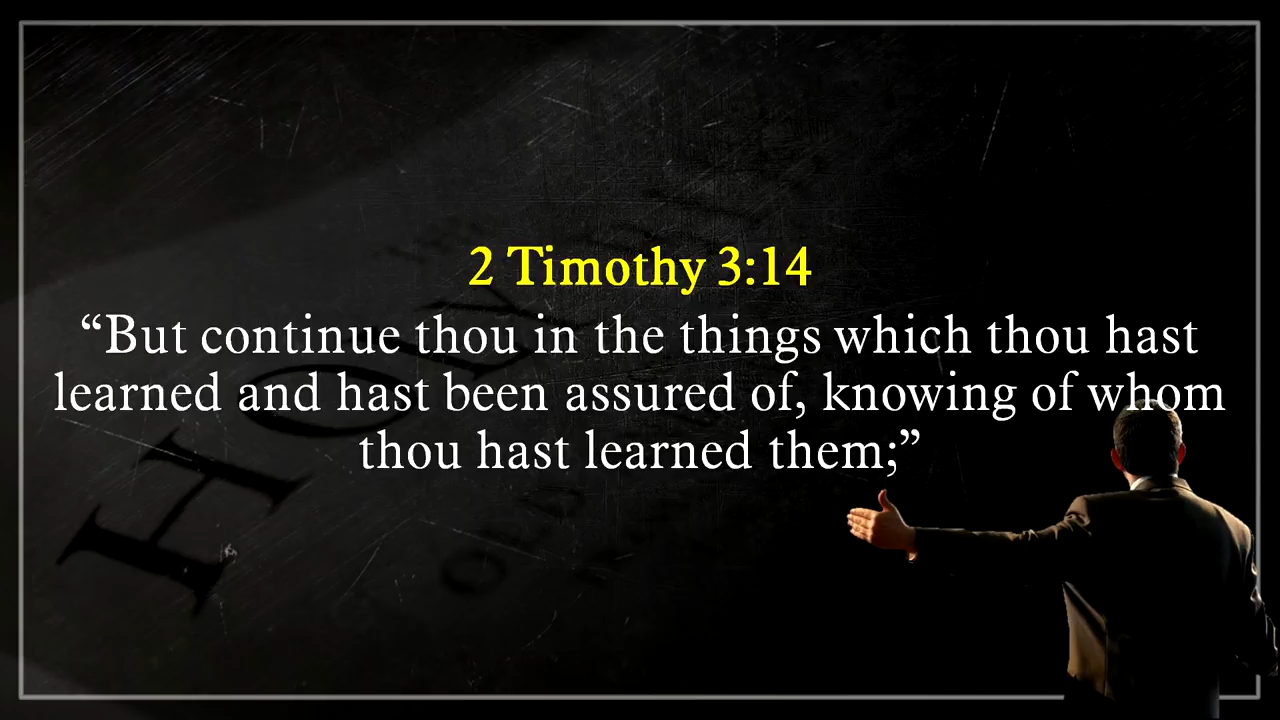 2 Timothy 3:14
“But continue thou in the things which thou hast
learned and hast been assured of, knowing of whom
thou hast learned them;”
HOLY